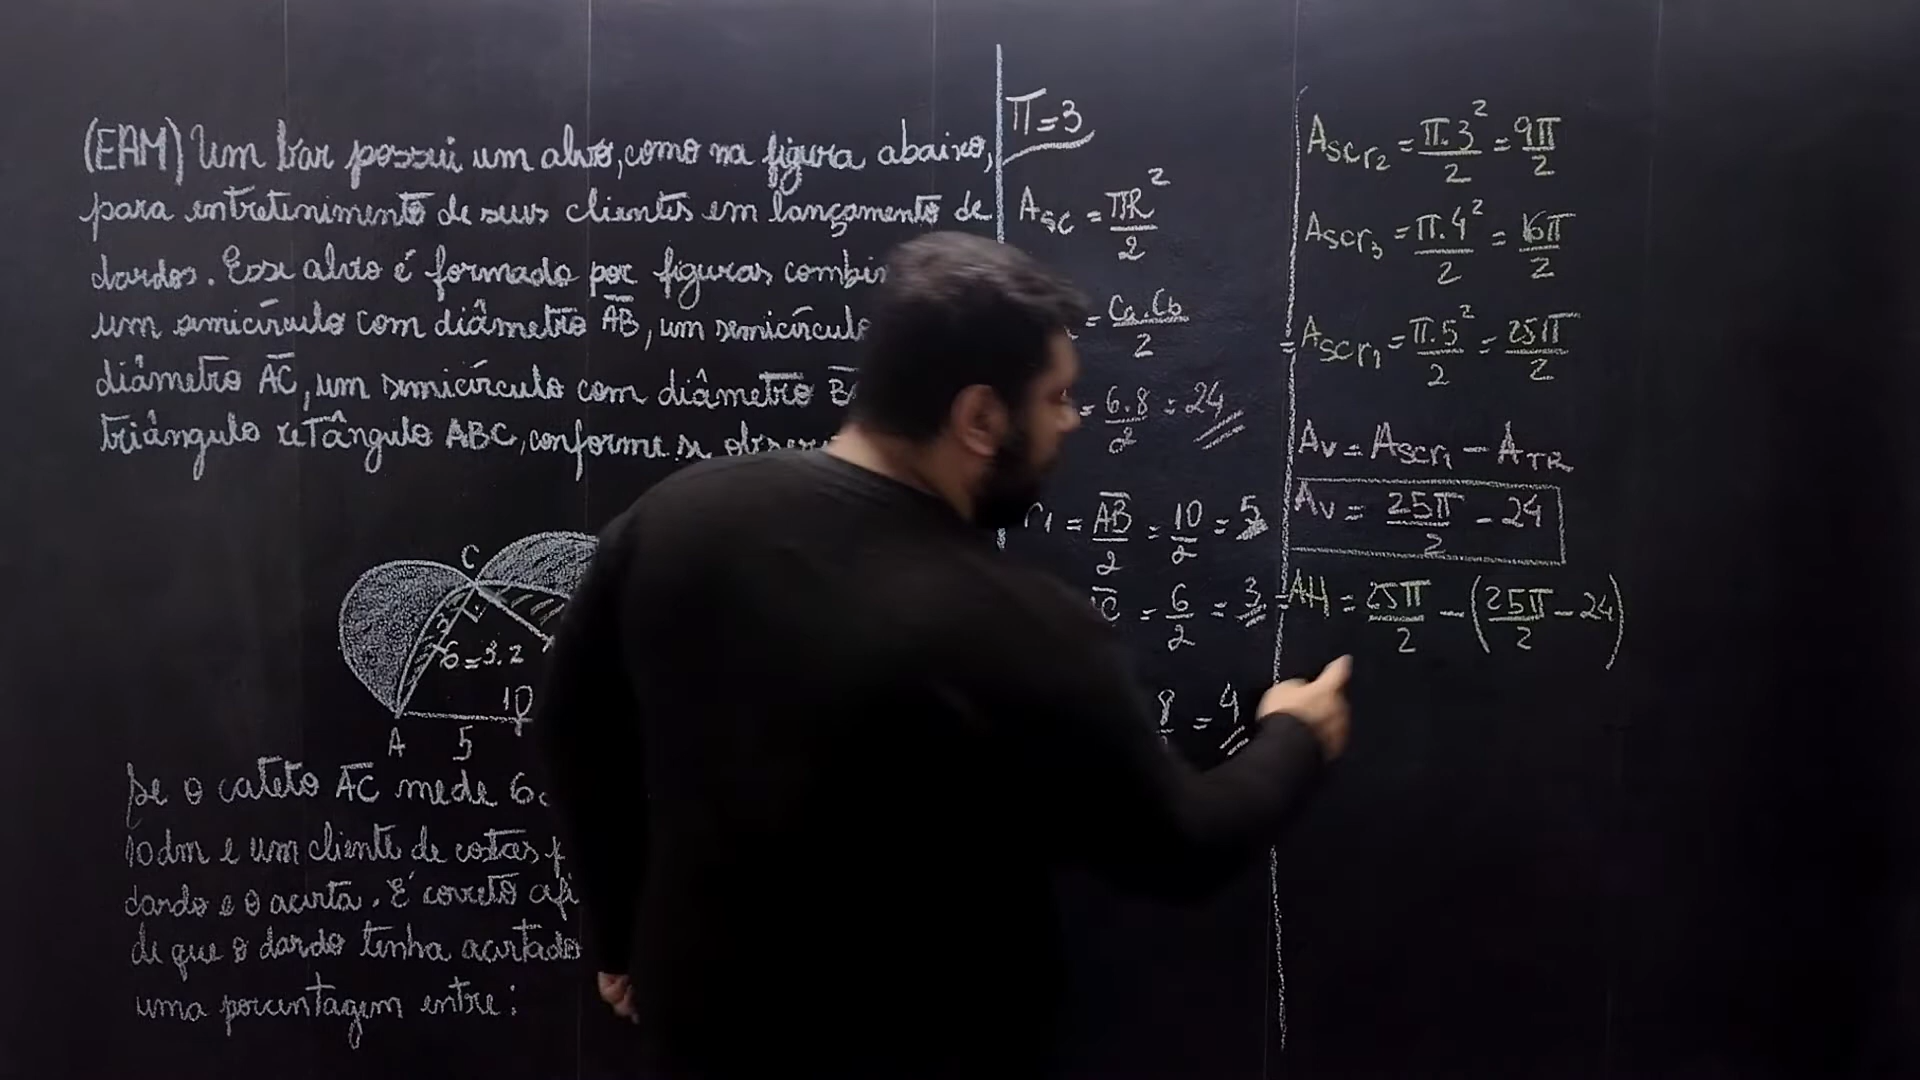 (EAM) Um bar possui um alvo, como na figura abaixo,
para entretenimento de seus clientes em lançamento de
dardos. Esse alvo é formado por figuras
um semicírculo com diâmetro AB, um semicírculo
diâmetro AC, um semicírculo com diâmetro
triângulo retângulo ABC, conforme se
C
3
6=3.2
10
A
5
Se o cateto AC mede 6
10dm e um cliente de costas
dardo e o acerta. É correto
de que o dardo tenha acertado
uma porcentagem entre:
π=3
Asc = πR²/2
= Ca.Cb/2
= 6.8/2 = 24
r1 = AB/2 = 10/2 = 5
= 6/2 = 3
8 = 4
Ascr2 = π.3²/2 = 9π/2
Ascr3 = π.4²/2 = 16π/2
Ascr1 = π.5²/2 = 25π/2
Av = Ascr1 - ATR
Av = 25π/2 - 24
AH = 25π/2 - (25π/2 - 24)